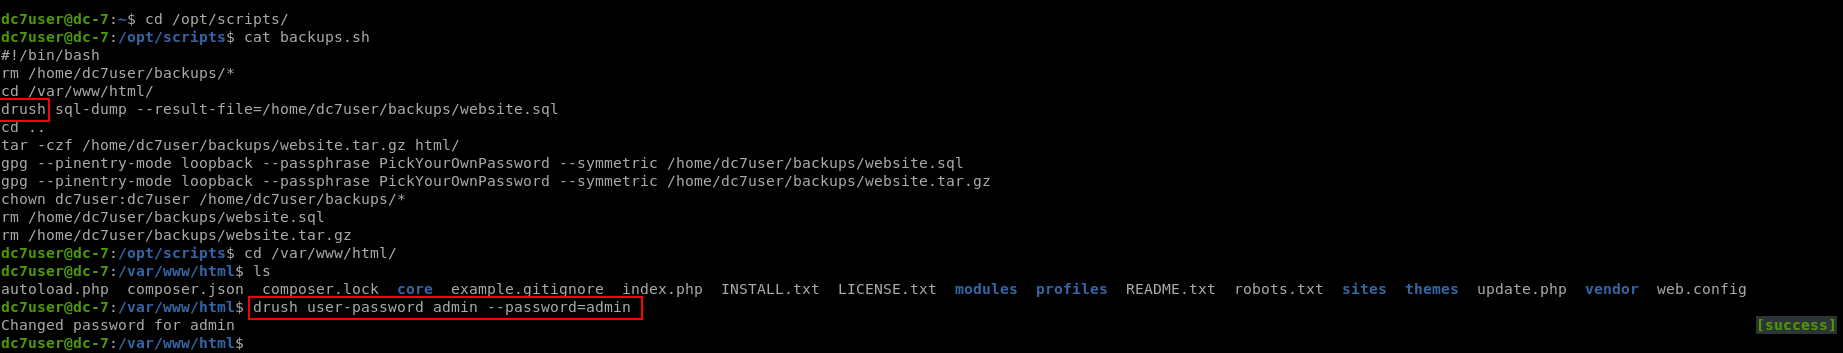 dc7user@dc-7:~$ cd /opt/scripts/
dc7user@dc-7:/opt/scripts$ cat backups.sh
#!/bin/bash
rm /home/dc7user/backups/*
cd /var/www/html/
drush sql-dump --result-file=/home/dc7user/backups/website.sql
cd ..
tar -czf /home/dc7user/backups/website.tar.gz html/
gpg --pinentry-mode loopback --passphrase PickYourOwnPassword --symmetric /home/dc7user/backups/website.sql
gpg --pinentry-mode loopback --passphrase PickYourOwnPassword --symmetric /home/dc7user/backups/website.tar.gz
chown dc7user:dc7user /home/dc7user/backups/*
rm /home/dc7user/backups/website.sql
rm /home/dc7user/backups/website.tar.gz
dc7user@dc-7:/opt/scripts$ cd /var/www/html/
dc7user@dc-7:/var/www/html$ ls
autoload.php  composer.json  composer.lock  core  example.gitignore  index.php  INSTALL.txt  LICENSE.txt  modules  profiles  README.txt  robots.txt  sites  themes  update.php  vendor  web.config
dc7user@dc-7:/var/www/html$ drush user-password admin --password=admin
Changed password for admin [success]
dc7user@dc-7:/var/www/html$